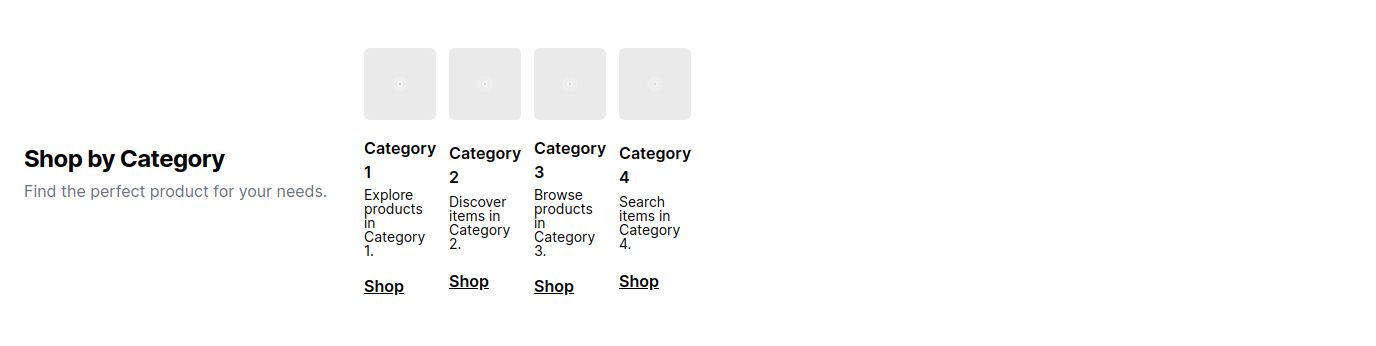 Shop by Category
Find the perfect product for your needs.
Category
1
Explore
products
in
Category
1.
Shop
Category
2
Discover
items in
Category
2.
Shop
Category
3
Browse
products
in
Category
3.
Shop
Category
4
Search
items in
Category
4.
Shop